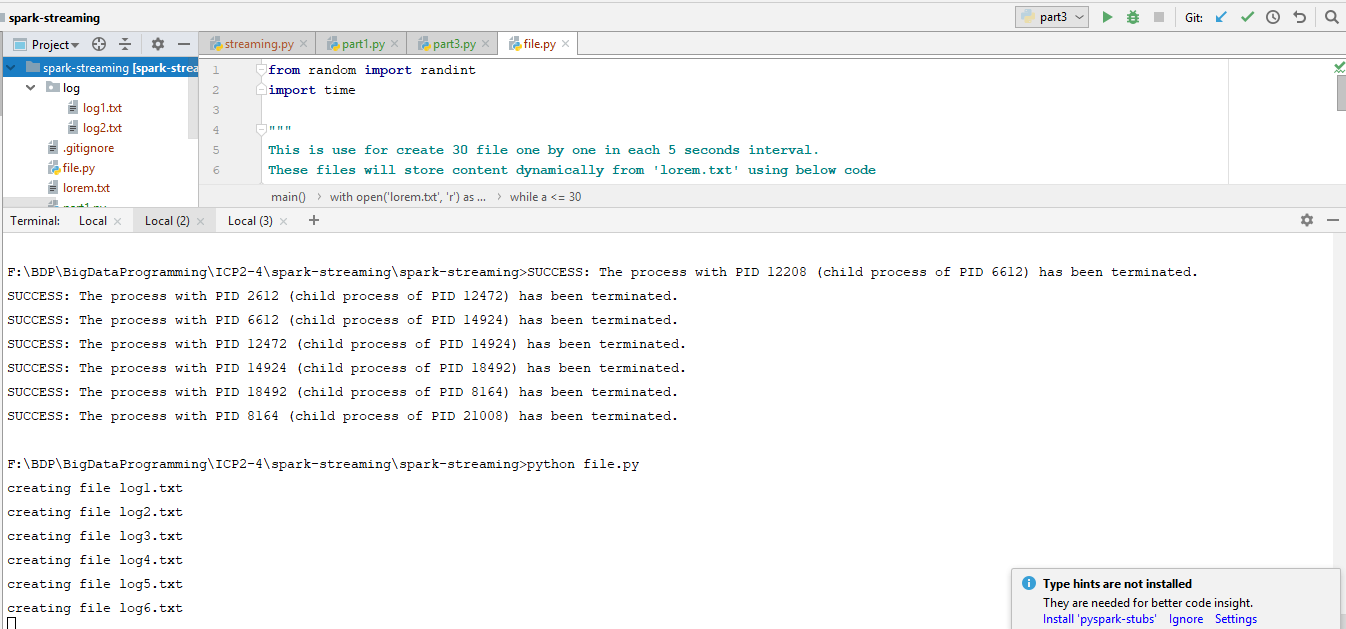 spark-streaming
part3
Git:
Project
streaming.py
part1.py
part3.py
file.py
spark-streaming [spark-strea
log
log1.txt
log2.txt
.gitignore
file.py
lorem.txt
1 from random import randint
2 import time
3
4 """
5 This is use for create 30 file one by one in each 5 seconds interval.
6 These files will store content dynamically from 'lorem.txt' using below code
main() › with open('lorem.txt', 'r') as ... › while a <= 30
Terminal: Local Local (2) Local (3)
F:\BDP\BigDataProgramming\ICP2-4\spark-streaming\spark-streaming>SUCCESS: The process with PID 12208 (child process of PID 6612) has been terminated.
SUCCESS: The process with PID 2612 (child process of PID 12472) has been terminated.
SUCCESS: The process with PID 6612 (child process of PID 14924) has been terminated.
SUCCESS: The process with PID 12472 (child process of PID 14924) has been terminated.
SUCCESS: The process with PID 14924 (child process of PID 18492) has been terminated.
SUCCESS: The process with PID 18492 (child process of PID 8164) has been terminated.
SUCCESS: The process with PID 8164 (child process of PID 21008) has been terminated.
F:\BDP\BigDataProgramming\ICP2-4\spark-streaming\spark-streaming>python file.py
creating file log1.txt
creating file log2.txt
creating file log3.txt
creating file log4.txt
creating file log5.txt
creating file log6.txt
Type hints are not installed
They are needed for better code insight.
Install 'pyspark-stubs' Ignore Settings